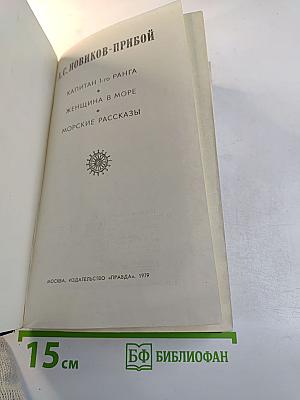 А.С. НОВИКОВ-ПРИБОЙ
КАПИТАН 1-го РАНГА
ЖЕНЩИНА В МОРЕ
МОРСКИЕ РАССКАЗЫ
МОСКВА. ИЗДАТЕЛЬСТВО «ПРАВДА», 1979
15 см
БФ БИБЛИОФАН